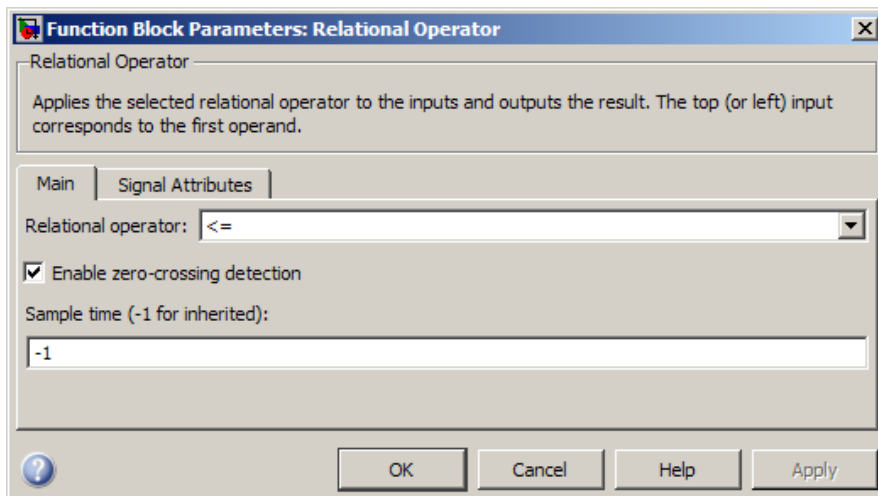 Function Block Parameters: Relational Operator
Relational Operator
Applies the selected relational operator to the inputs and outputs the result. The top (or left) input
corresponds to the first operand.
Main Signal Attributes
Relational operator: <=
Enable zero-crossing detection
Sample time (-1 for inherited):
-1
OK Cancel Help Apply